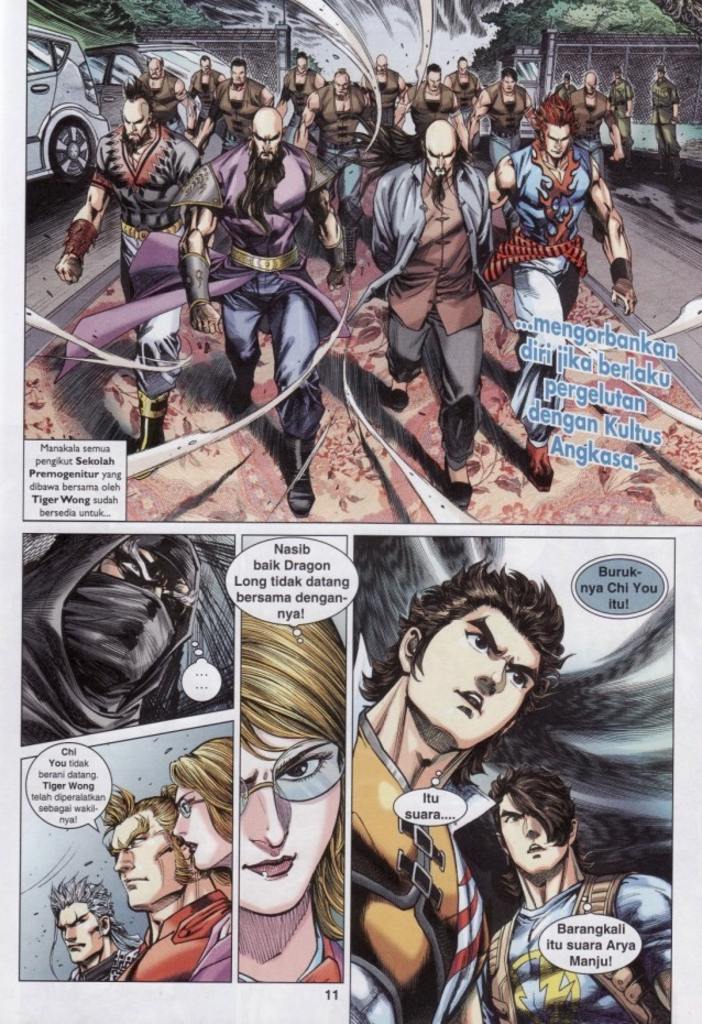 ...mengorbankan
diri jika berlaku
pergelutan
dengan Kultus
Angkasa.
Manakala semua
pengikut Sekolah
Premogenitur yang
dibawa bersama oleh
Tiger Wong sudah
bersedia untuk...
...
...
Nasib
baik Dragon
Long tidak datang
bersama dengan-
nya!
Chi
You tidak
berani datang.
Tiger Wong
telah diperalatkan
sebagai wakil-
nya!
Buruk-
nya Chi You
itu!
Itu
suara....
Barangkali
itu suara Arya
Manju!
11